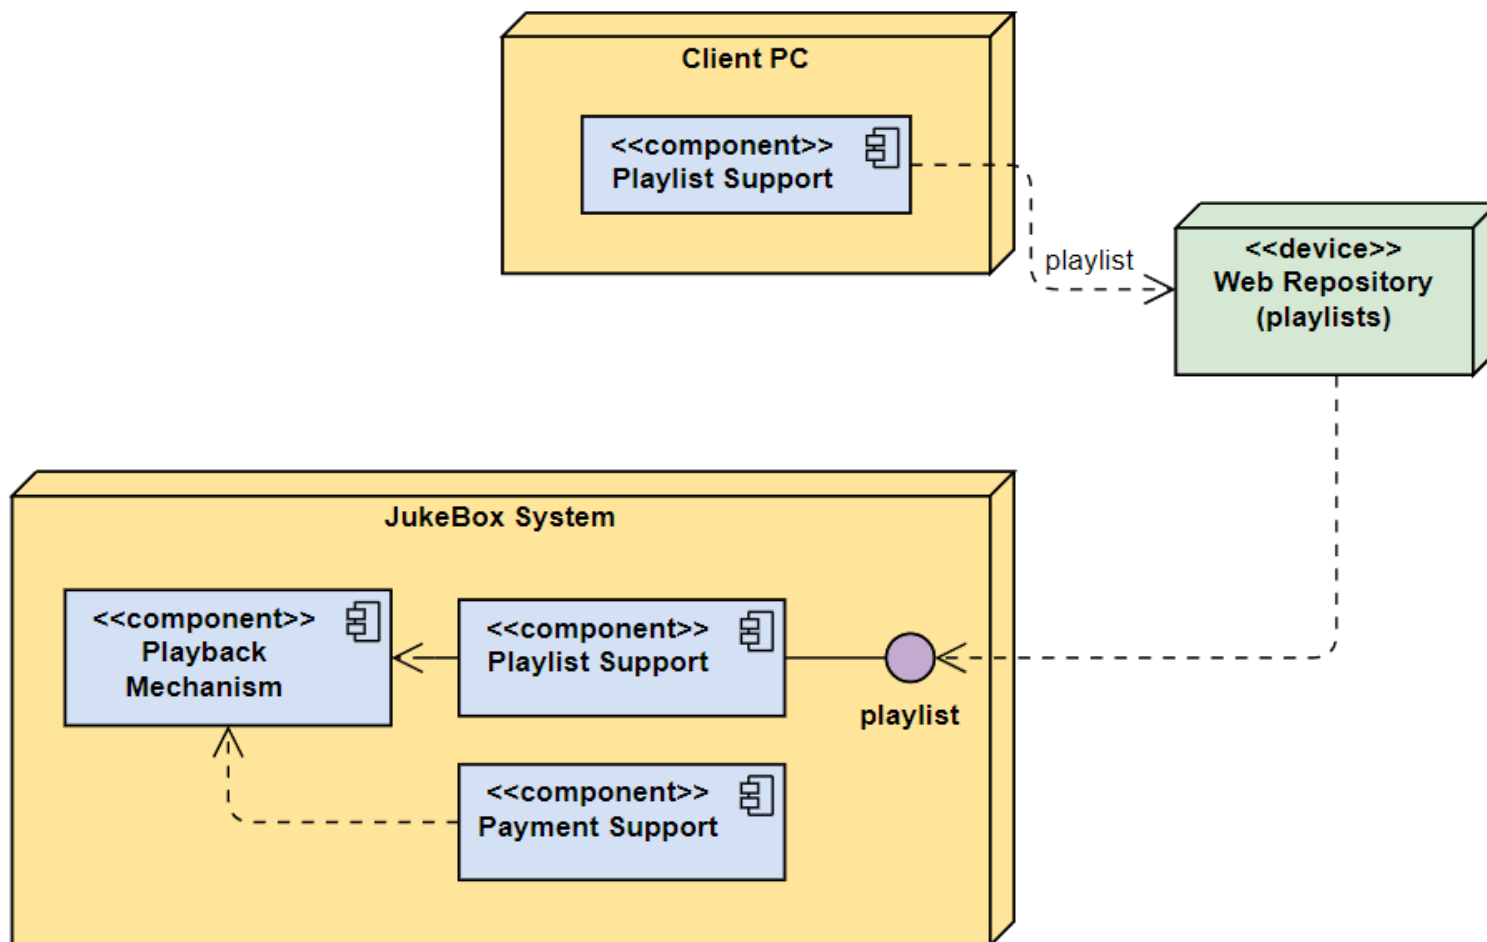 Client PC
<<component>>
Playlist Support
playlist
<<device>>
Web Repository
(playlists)
JukeBox System
<<component>>
Playback
Mechanism
<<component>>
Playlist Support
playlist
<<component>>
Payment Support